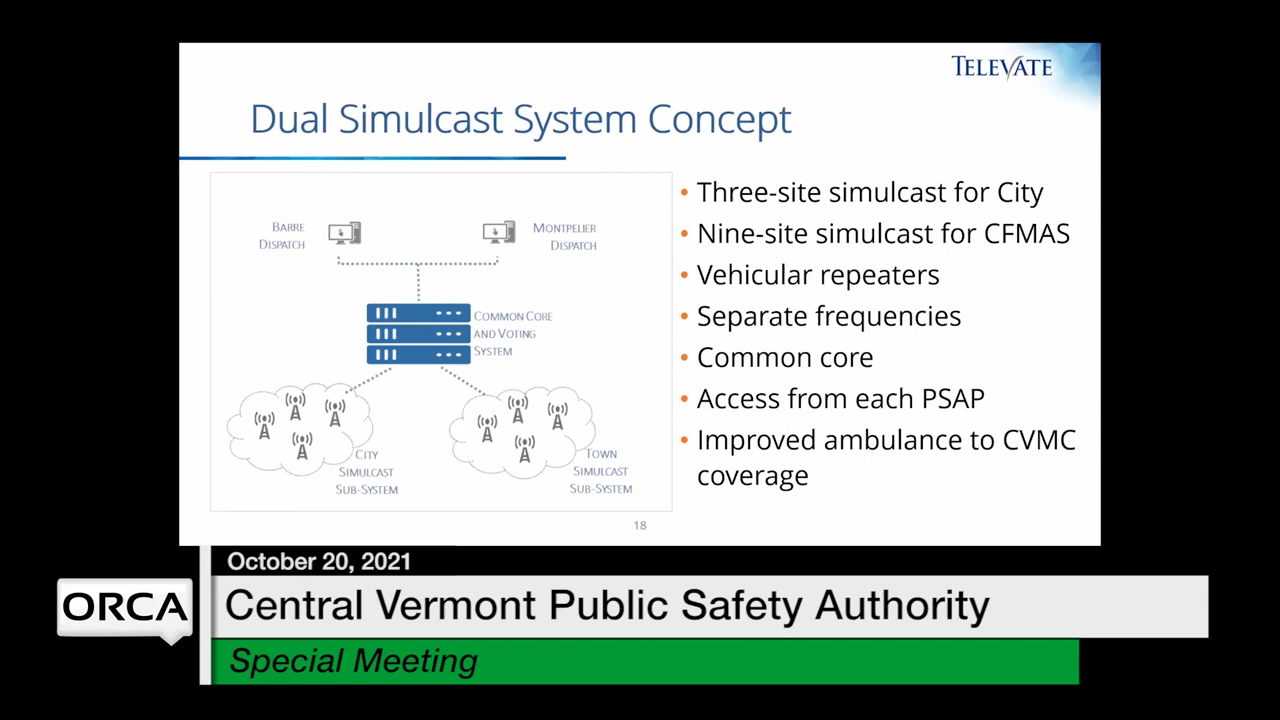 TELEVATE
Dual Simulcast System Concept
BARRE
DISPATCH
MONTPELIER
DISPATCH
COMMON CORE
AND VOTING
SYSTEM
CITY
SIMULCAST
SUB-SYSTEM
TOWN
SIMULCAST
SUB-SYSTEM
• Three-site simulcast for City
• Nine-site simulcast for CFMAS
• Vehicular repeaters
• Separate frequencies
• Common core
• Access from each PSAP
• Improved ambulance to CVMC
coverage
18
October 20, 2021
ORCA
Central Vermont Public Safety Authority
Special Meeting